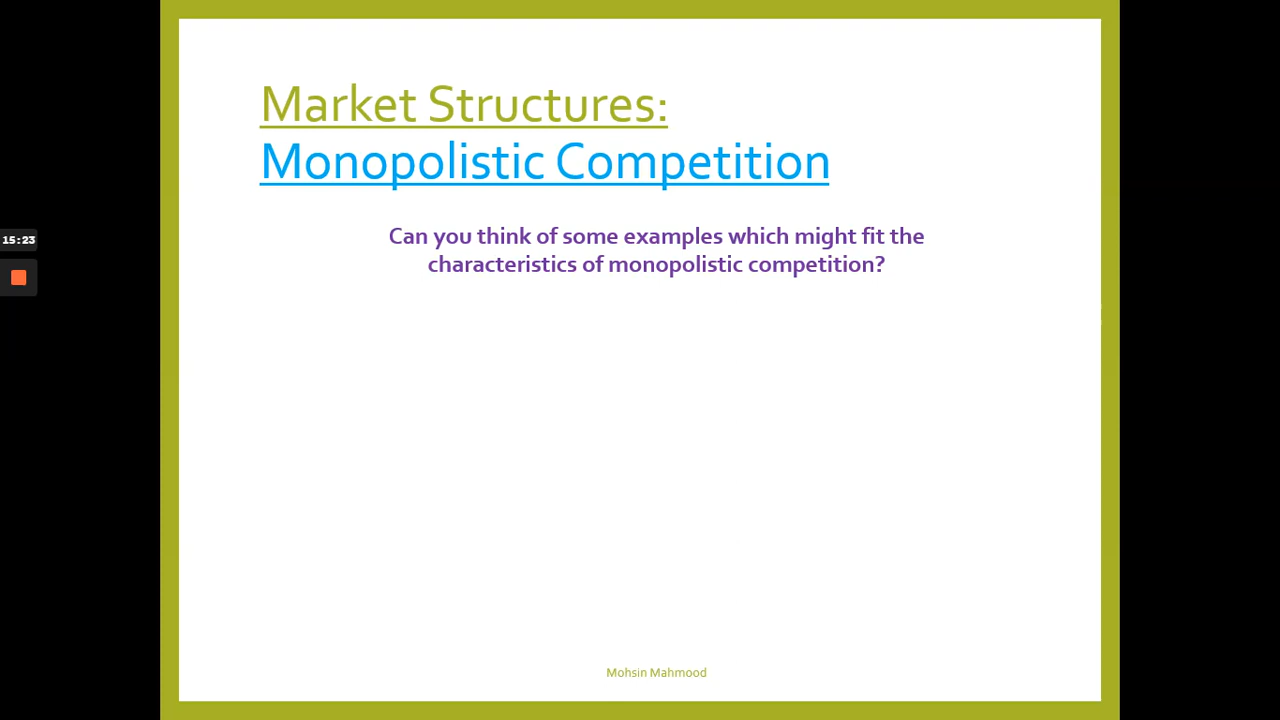 Market Structures:
Monopolistic Competition
Can you think of some examples which might fit the
characteristics of monopolistic competition?
15:23
Mohsin Mahmood